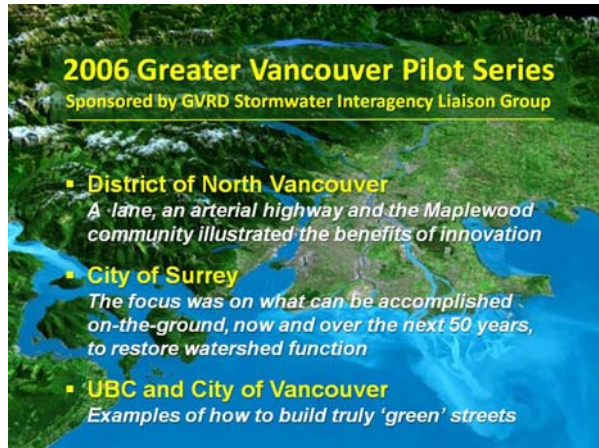 2006 Greater Vancouver Pilot Series
Sponsored by GVRD Stormwater Interagency Liaison Group
▪ District of North Vancouver
A lane, an arterial highway and the Maplewood
community illustrated the benefits of innovation
▪ City of Surrey
The focus was on what can be accomplished
on-the-ground, now and over the next 50 years,
to restore watershed function
▪ UBC and City of Vancouver
Examples of how to build truly ‘green’ streets